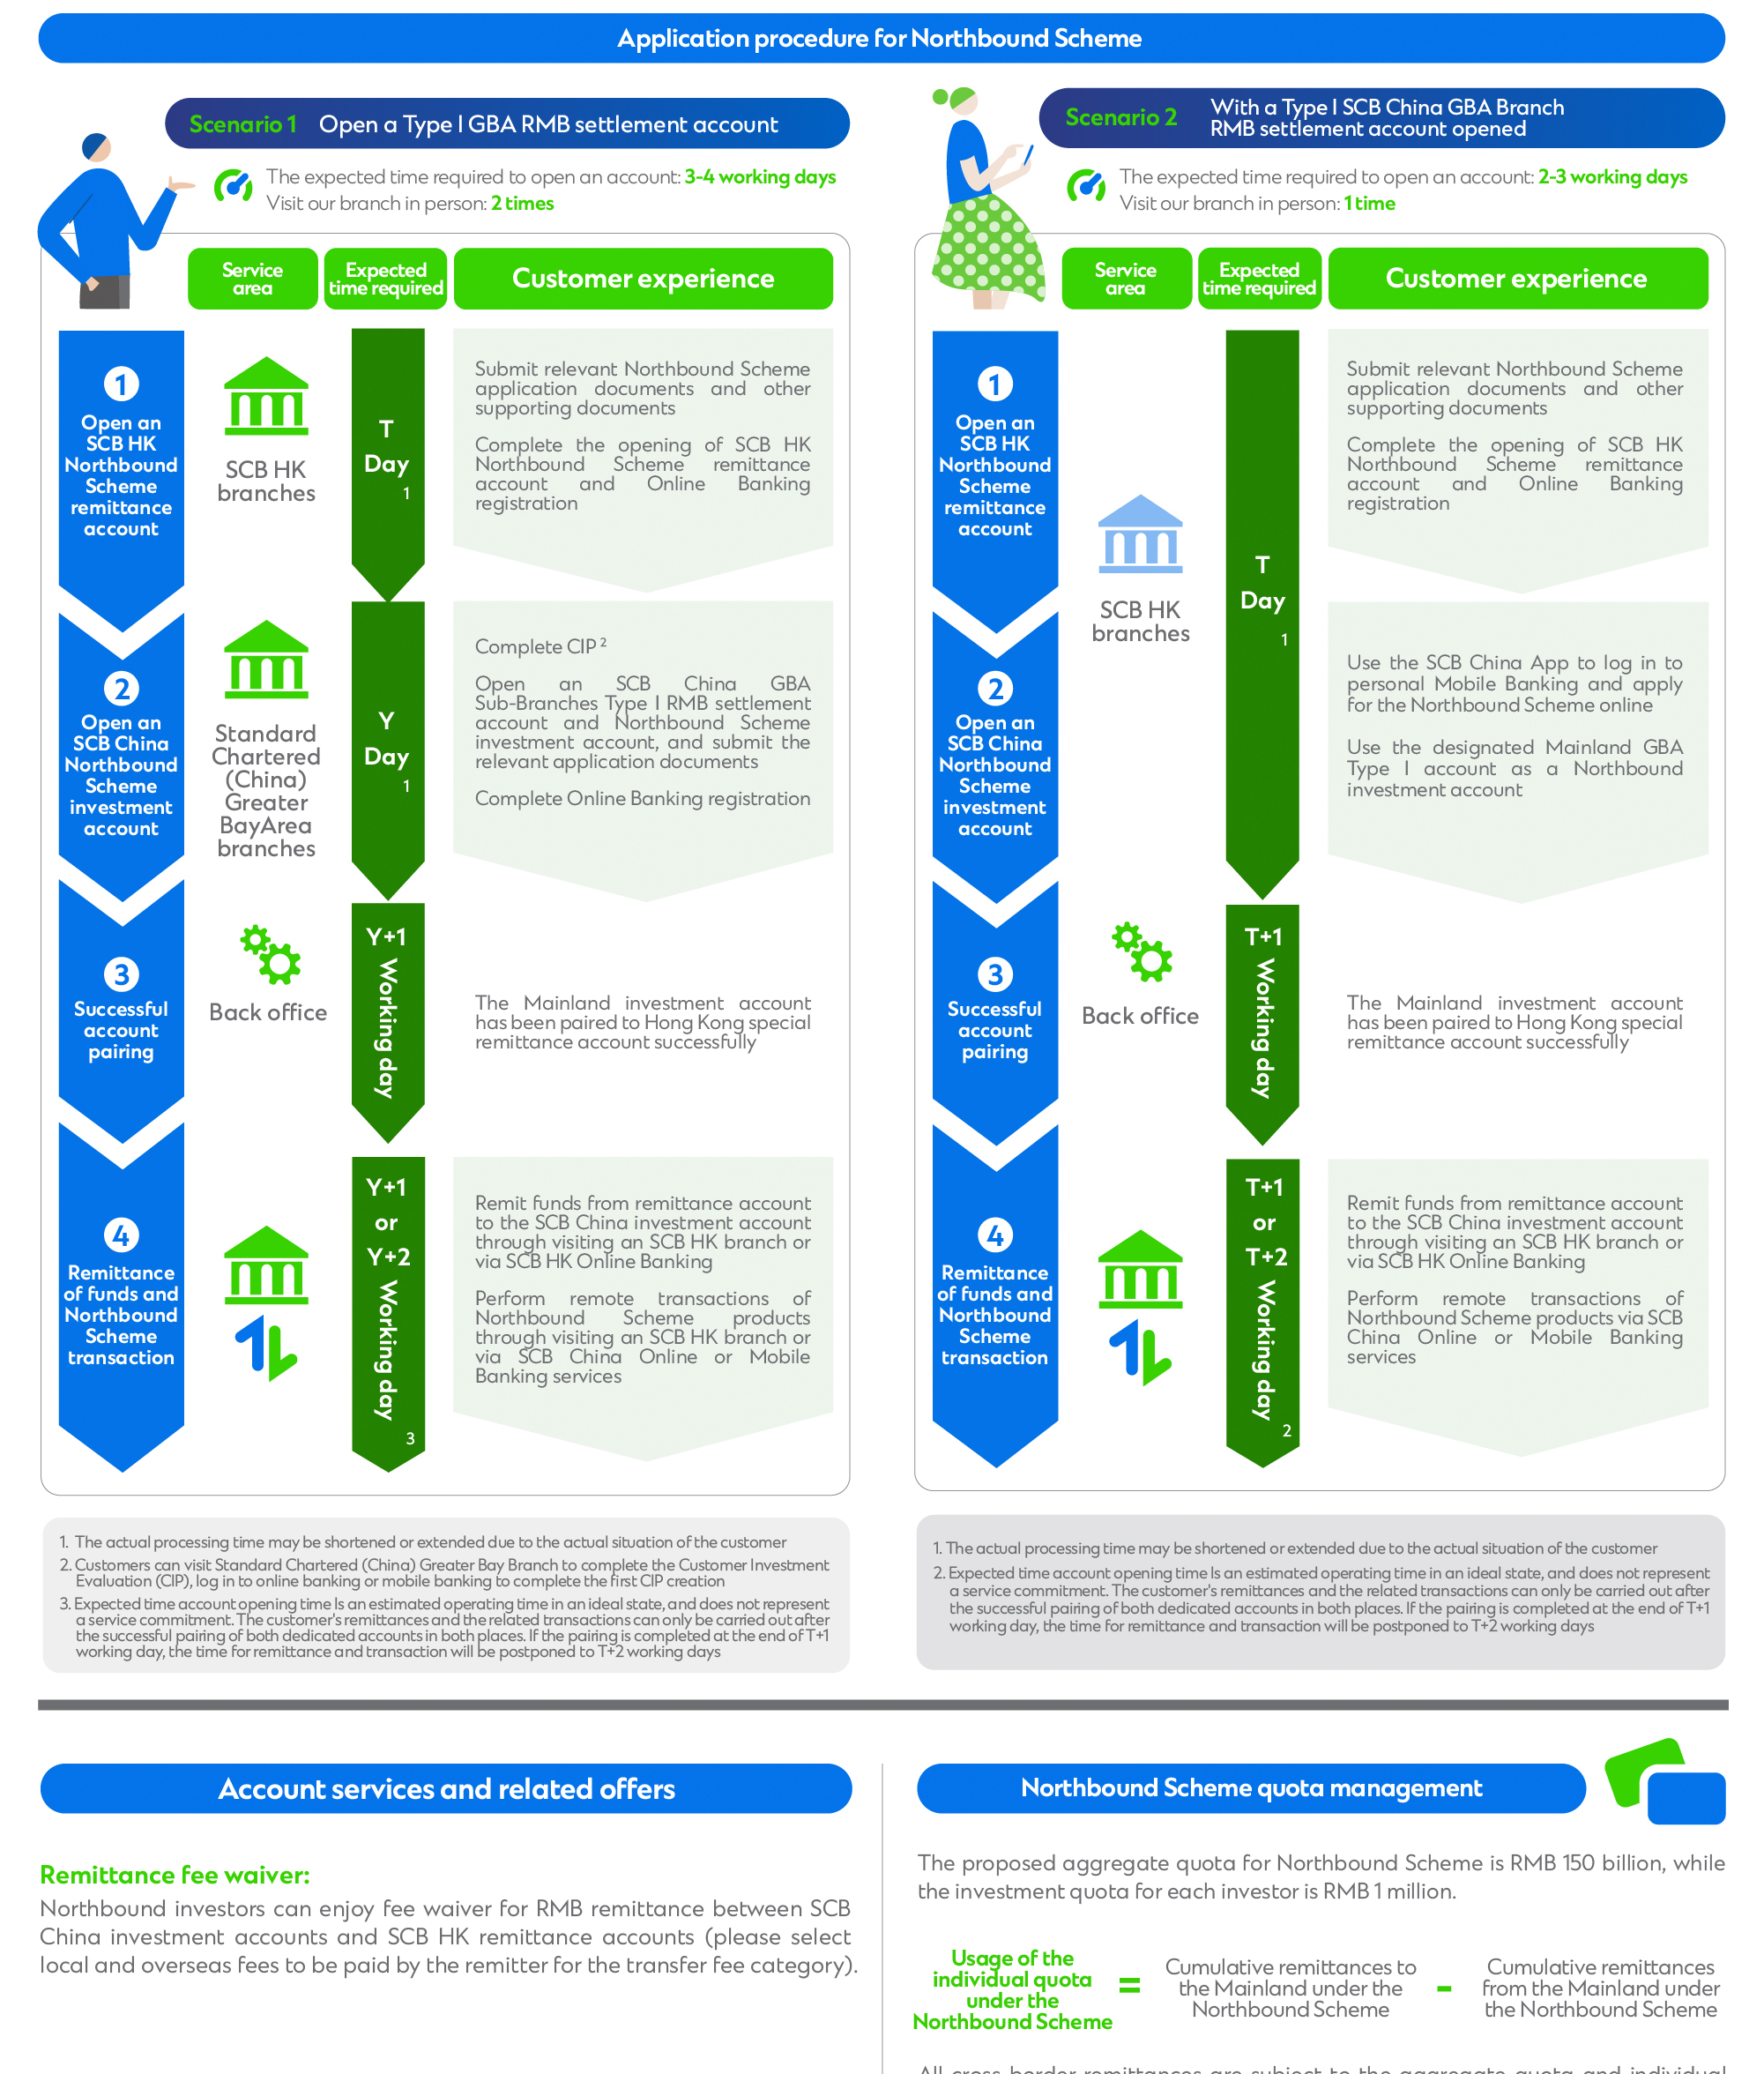 Application procedure for Northbound Scheme
Scenario 1 Open a Type I GBA RMB settlement account
The expected time required to open an account: 3-4 working days
Visit our branch in person: 2 times
Service
area
Expected
time required
Customer experience
1
Open an
SCB HK
Northbound
Scheme
remittance
account
SCB HK
branches
T
Day
1
Submit relevant Northbound Scheme
application documents and other
supporting documents
Complete the opening of SCB HK
Northbound Scheme remittance
account and Online Banking
registration
2
Open an
SCB China
Northbound
Scheme
investment
account
Standard
Chartered
(China)
Greater
BayArea
branches
Y
Day
1
Complete CIP 2
Open an SCB China GBA
Sub-Branches Type I RMB settlement
account and Northbound Scheme
investment account, and submit the
relevant application documents
Complete Online Banking registration
3
Successful
account
pairing
Back office
Y+1
Working day
The Mainland investment account
has been paired to Hong Kong special
remittance account successfully
4
Remittance
of funds and
Northbound
Scheme
transaction
Y+1
or
Y+2
Working day
3
Remit funds from remittance account
to the SCB China investment account
through visiting an SCB HK branch or
via SCB HK Online Banking
Perform remote transactions of
Northbound Scheme products
through visiting an SCB HK branch or
via SCB China Online or Mobile
Banking services
1. The actual processing time may be shortened or extended due to the actual situation of the customer
2. Customers can visit Standard Chartered (China) Greater Bay Branch to complete the Customer Investment
Evaluation (CIP), log in to online banking or mobile banking to complete the first CIP creation
3. Expected time account opening time Is an estimated operating time in an ideal state, and does not represent
a service commitment. The customer's remittances and the related transactions can only be carried out after
the successful pairing of both dedicated accounts in both places. If the pairing is completed at the end of T+1
working day, the time for remittance and transaction will be postponed to T+2 working days
Scenario 2 With a Type I SCB China GBA Branch
RMB settlement account opened
The expected time required to open an account: 2-3 working days
Visit our branch in person: 1 time
Service
area
Expected
time required
Customer experience
1
Open an
SCB HK
Northbound
Scheme
remittance
account
SCB HK
branches
T
Day
1
Submit relevant Northbound Scheme
application documents and other
supporting documents
Complete the opening of SCB HK
Northbound Scheme remittance
account and Online Banking
registration
2
Open an
SCB China
Northbound
Scheme
investment
account
Use the SCB China App to log in to
personal Mobile Banking and apply
for the Northbound Scheme online
Use the designated Mainland GBA
Type I account as a Northbound
investment account
3
Successful
account
pairing
Back office
T+1
Working day
The Mainland investment account
has been paired to Hong Kong special
remittance account successfully
4
Remittance
of funds and
Northbound
Scheme
transaction
T+1
or
T+2
Working day
2
Remit funds from remittance account
to the SCB China investment account
through visiting an SCB HK branch or
via SCB HK Online Banking
Perform remote transactions of
Northbound Scheme products via SCB
China Online or Mobile Banking
services
1. The actual processing time may be shortened or extended due to the actual situation of the customer
2. Expected time account opening time Is an estimated operating time in an ideal state, and does not represent
a service commitment. The customer's remittances and the related transactions can only be carried out after
the successful pairing of both dedicated accounts in both places. If the pairing is completed at the end of T+1
working day, the time for remittance and transaction will be postponed to T+2 working days
Account services and related offers
Remittance fee waiver:
Northbound investors can enjoy fee waiver for RMB remittance between SCB
China investment accounts and SCB HK remittance accounts (please select
local and overseas fees to be paid by the remitter for the transfer fee category).
Northbound Scheme quota management
The proposed aggregate quota for Northbound Scheme is RMB 150 billion, while
the investment quota for each investor is RMB 1 million.
Usage of the
individual quota
under the
Northbound Scheme
=
Cumulative remittances to
the Mainland under the
Northbound Scheme
-
Cumulative remittances
from the Mainland under
the Northbound Scheme
All cross-border remittances are subject to the aggregate quota and individual